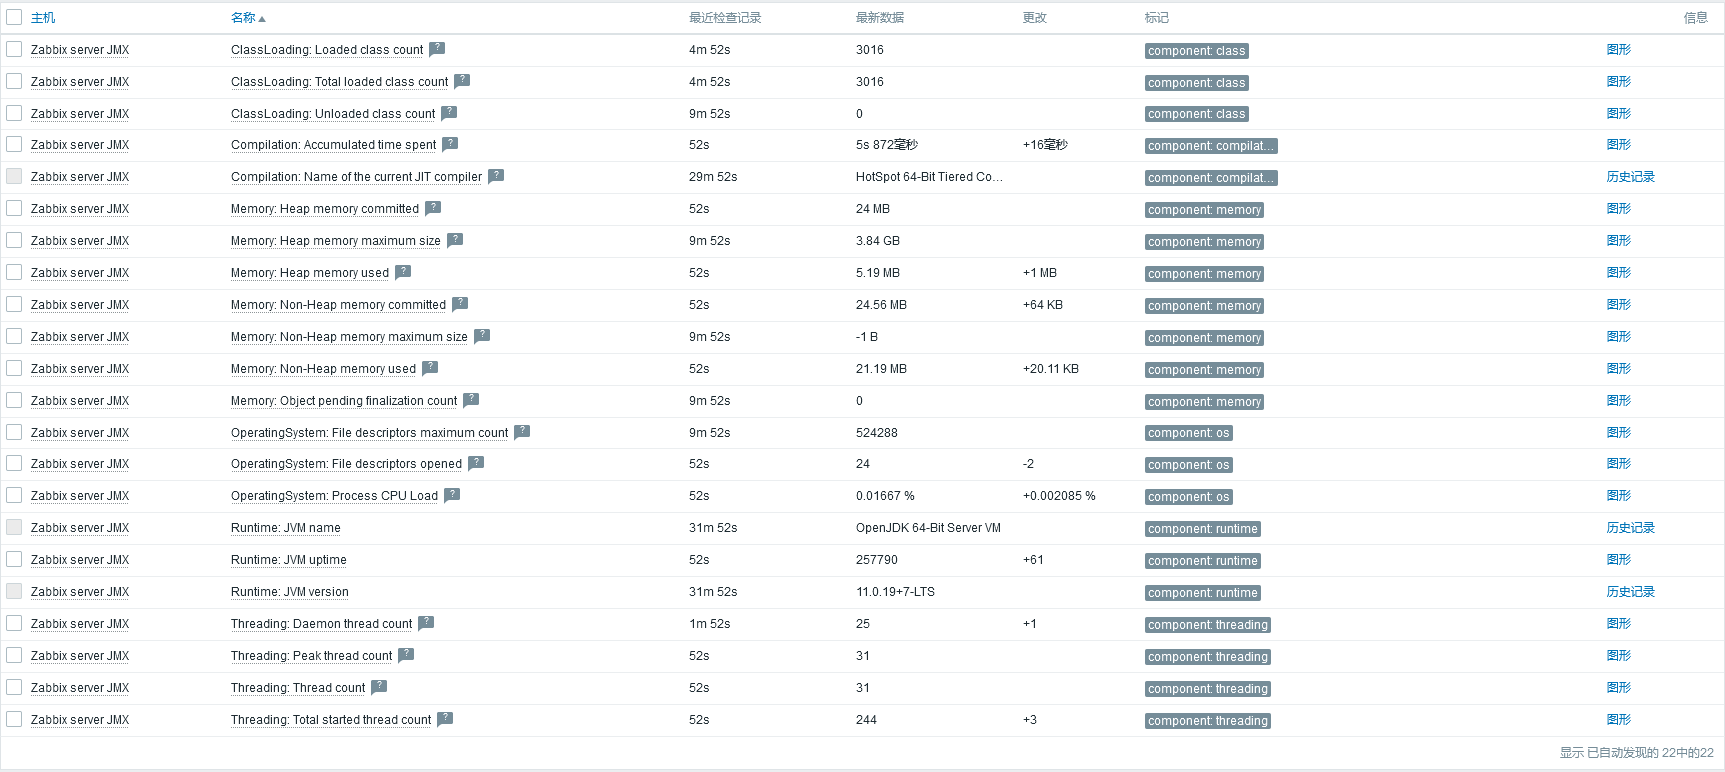 主机 名称 最近检查记录 最新数据 更改 标记 信息
Zabbix server JMX ClassLoading: Loaded class count ? 4m 52s 3016 component: class 图形
Zabbix server JMX ClassLoading: Total loaded class count ? 4m 52s 3016 component: class 图形
Zabbix server JMX ClassLoading: Unloaded class count ? 9m 52s 0 component: class 图形
Zabbix server JMX Compilation: Accumulated time spent ? 52s 5s 872毫秒 +16毫秒 component: compilat... 图形
Zabbix server JMX Compilation: Name of the current JIT compiler ? 29m 52s HotSpot 64-Bit Tiered Co... component: compilat... 历史记录
Zabbix server JMX Memory: Heap memory committed ? 52s 24 MB component: memory 图形
Zabbix server JMX Memory: Heap memory maximum size ? 9m 52s 3.84 GB component: memory 图形
Zabbix server JMX Memory: Heap memory used ? 52s 5.19 MB +1 MB component: memory 图形
Zabbix server JMX Memory: Non-Heap memory committed ? 52s 24.56 MB +64 KB component: memory 图形
Zabbix server JMX Memory: Non-Heap memory maximum size ? 9m 52s -1 B component: memory 图形
Zabbix server JMX Memory: Non-Heap memory used ? 52s 21.19 MB +20.11 KB component: memory 图形
Zabbix server JMX Memory: Object pending finalization count ? 9m 52s 0 component: memory 图形
Zabbix server JMX OperatingSystem: File descriptors maximum count ? 9m 52s 524288 component: os 图形
Zabbix server JMX OperatingSystem: File descriptors opened ? 52s 24 -2 component: os 图形
Zabbix server JMX OperatingSystem: Process CPU Load ? 52s 0.01667 % +0.002085 % component: os 图形
Zabbix server JMX Runtime: JVM name 31m 52s OpenJDK 64-Bit Server VM component: runtime 历史记录
Zabbix server JMX Runtime: JVM uptime 52s 257790 +61 component: runtime 图形
Zabbix server JMX Runtime: JVM version 31m 52s 11.0.19+7-LTS component: runtime 历史记录
Zabbix server JMX Threading: Daemon thread count ? 1m 52s 25 +1 component: threading 图形
Zabbix server JMX Threading: Peak thread count ? 52s 31 component: threading 图形
Zabbix server JMX Threading: Thread count ? 52s 31 component: threading 图形
Zabbix server JMX Threading: Total started thread count ? 52s 244 +3 component: threading 图形
显示 已自动发现的 22中的22